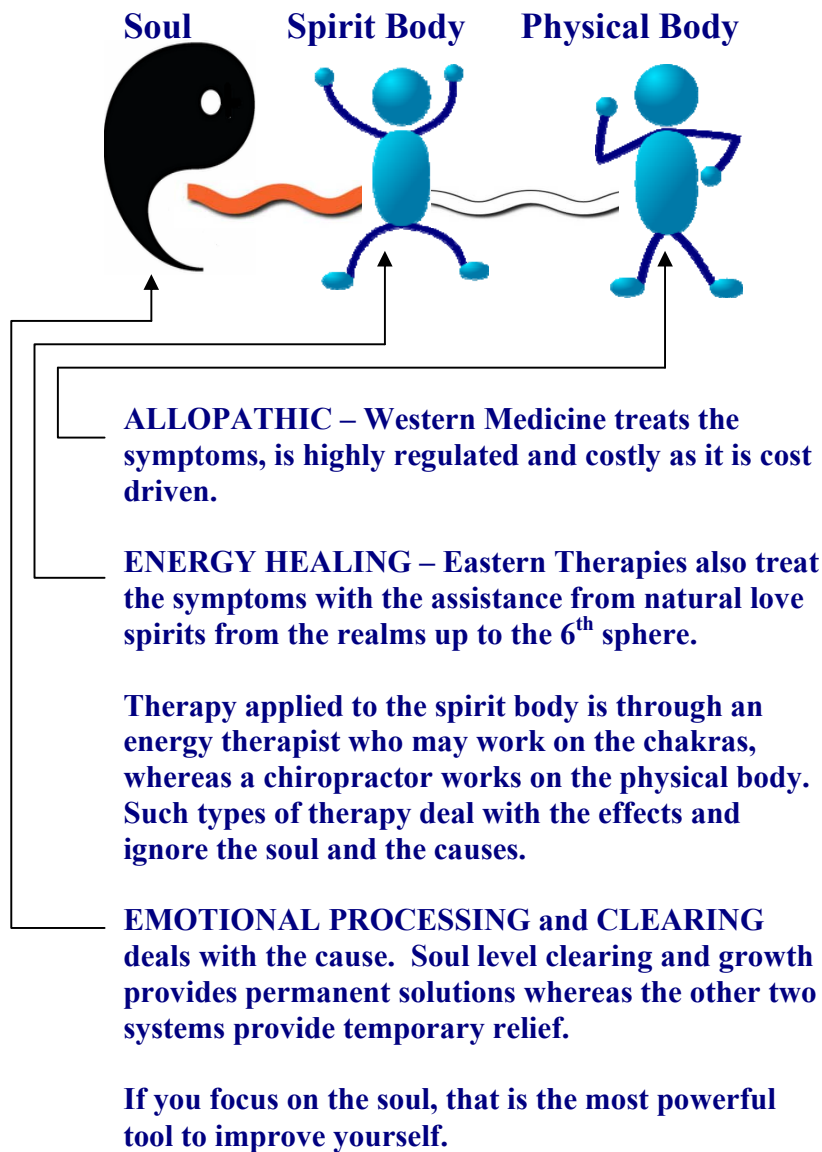 Soul Spirit Body Physical Body
ALLOPATHIC – Western Medicine treats the
symptoms, is highly regulated and costly as it is cost
driven.
ENERGY HEALING – Eastern Therapies also treat
the symptoms with the assistance from natural love
spirits from the realms up to the 6th sphere.
Therapy applied to the spirit body is through an
energy therapist who may work on the chakras,
whereas a chiropractor works on the physical body.
Such types of therapy deal with the effects and
ignore the soul and the causes.
EMOTIONAL PROCESSING and CLEARING
deals with the cause.  Soul level clearing and growth
provides permanent solutions whereas the other two
systems provide temporary relief.
If you focus on the soul, that is the most powerful
tool to improve yourself.